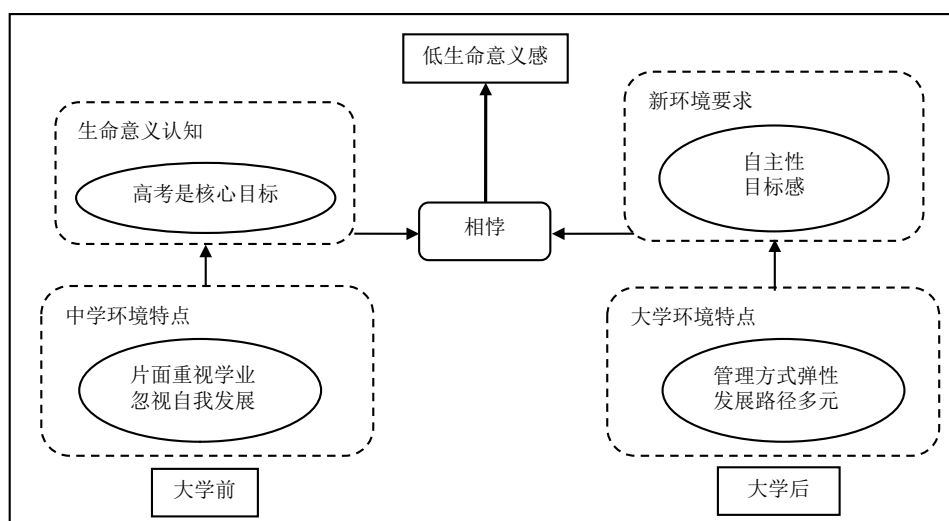 低生命意义感
生命意义认知
高考是核心目标
相悖
新环境要求
自主性
目标感
中学环境特点
片面重视学业
忽视自我发展
大学环境特点
管理方式弹性
发展路径多元
大学前
大学后